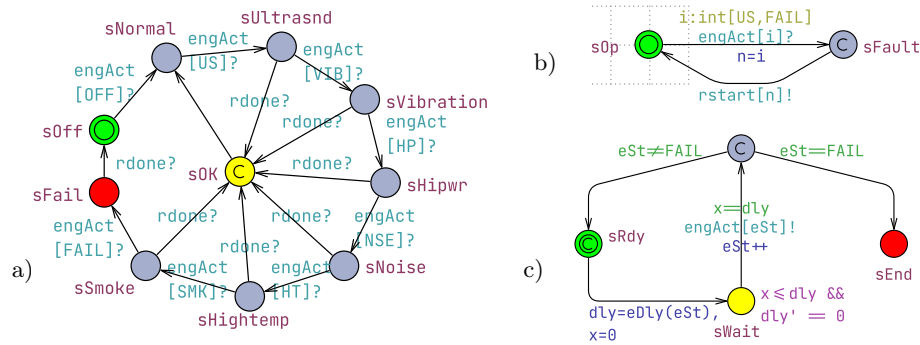 sUltrasnd
sNormal
engAct
[US]?
engAct
[VIB]?
engAct
[OFF]?
rdone?
rdone?
sVibration
engAct
[HP]?
sOff
rdone?
sOK
rdone?
sFail
sHipwr
rdone?
rdone?
engAct
[NSE]?
engAct
[FAIL]?
rdone?
a)
sSmoke
engAct
[SMK]?
engAct
[HT]?
sNoise
sHightemp
b)
i:int[US,FAIL]
sOp
engAct[i]?
C
sFault
n=i
rstart[n]!
C
C
eSt≠FAIL
eSt==FAIL
x==dly
engAct[eSt]!
eSt++
sRdy
C
c)
sEnd
x≤dly &&
dly' == 0
dly=eDly(eSt),
x=0
sWait